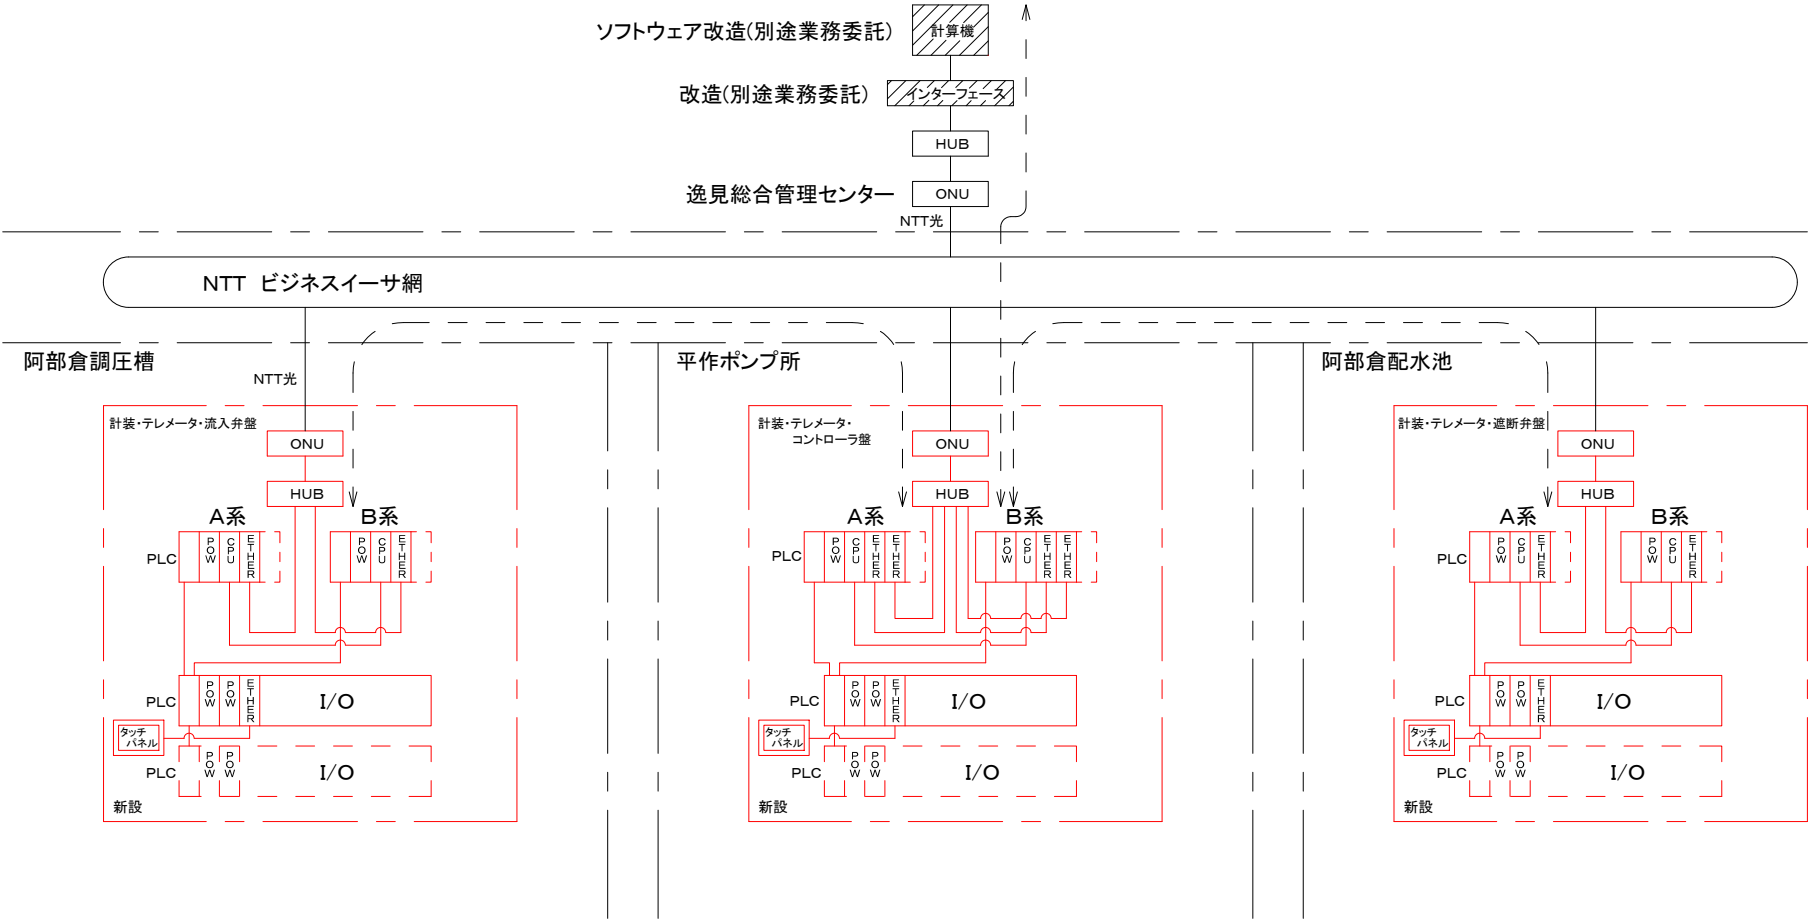 ソフトウェア改造(別途業務委託)
計算機
改造(別途業務委託)
インターフェース
HUB
逸見総合管理センター
ONU
NTT光
NTT ビジネスイーサ網
阿部倉調圧槽
NTT光
計装・テレメータ・流入弁盤
ONU
HUB
A系
B系
PLC
POW
CPU
ETHER
POW
CPU
ETHER
PLC
POW
POW
ETHER
I/O
タッチ
パネル
PLC
POW
POW
I/O
新設
平作ポンプ所
計装・テレメータ・
コントローラ盤
ONU
HUB
A系
B系
PLC
POW
CPU
ETHER
ETHER
POW
CPU
ETHER
ETHER
PLC
POW
POW
ETHER
I/O
タッチ
パネル
PLC
POW
POW
I/O
新設
阿部倉配水池
計装・テレメータ・遮断弁盤
ONU
HUB
A系
B系
PLC
POW
CPU
ETHER
POW
CPU
ETHER
PLC
POW
POW
ETHER
I/O
タッチ
パネル
PLC
POW
POW
I/O
新設